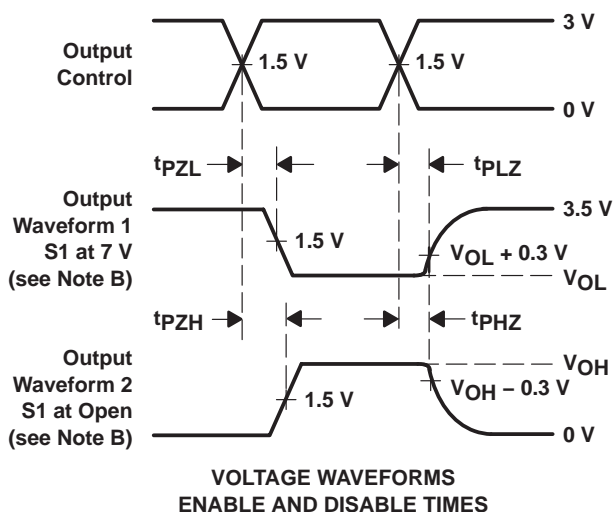 3 V
Output
Control
1.5 V
1.5 V
0 V
tPZL
tPLZ
Output
Waveform 1
S1 at 7 V
(see Note B)
3.5 V
1.5 V
VOL + 0.3 V
VOL
tPZH
tPHZ
Output
Waveform 2
S1 at Open
(see Note B)
VOH
VOH − 0.3 V
1.5 V
0 V
VOLTAGE WAVEFORMS
ENABLE AND DISABLE TIMES